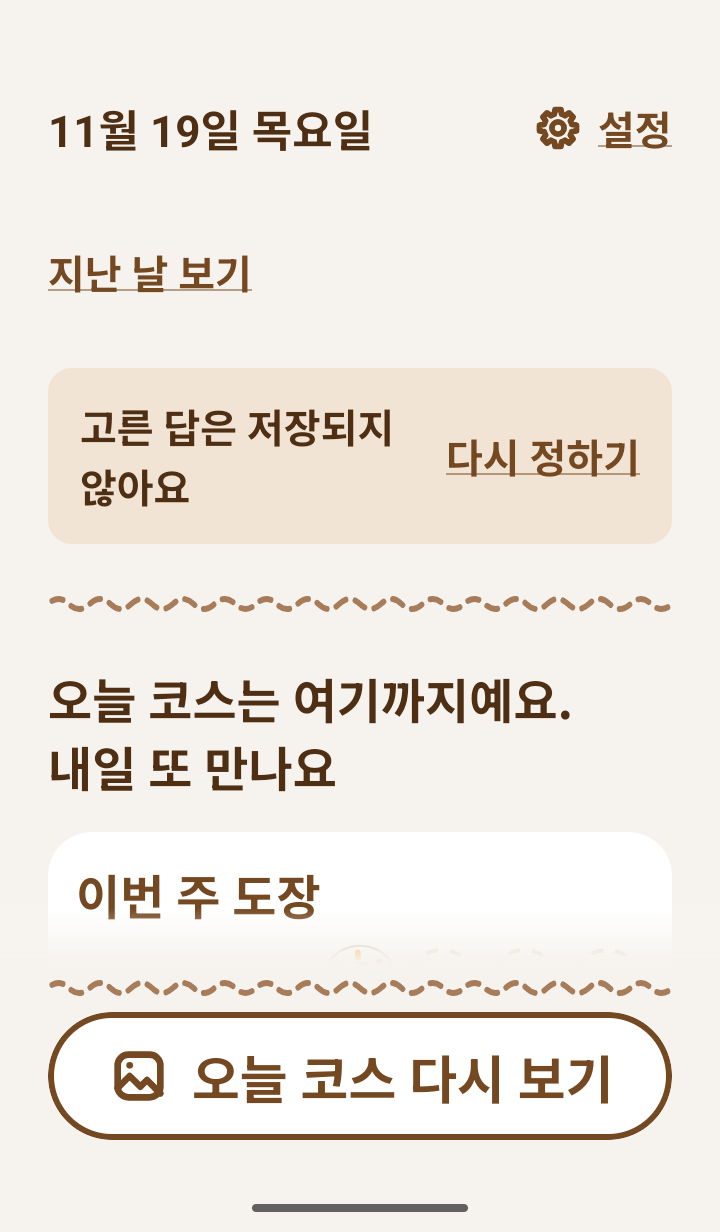 11월 19일 목요일
설정
지난 날 보기
고른 답은 저장되지
않아요
다시 정하기
오늘 코스는 여기까지예요.
내일 또 만나요
이번 주 도장
오늘 코스 다시 보기